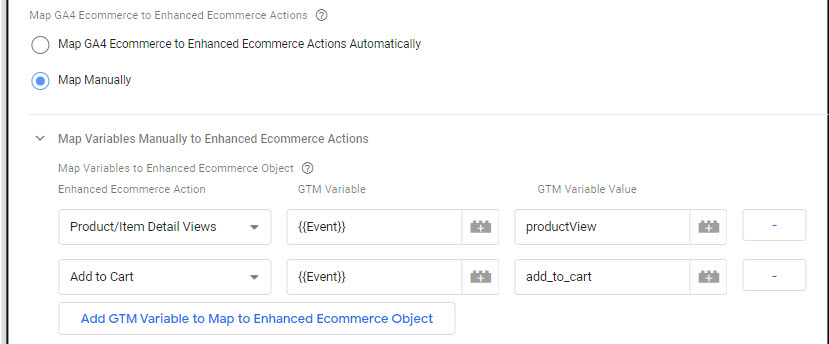 Map GA4 Ecommerce to Enhanced Ecommerce Actions
Map GA4 Ecommerce to Enhanced Ecommerce Actions Automatically
Map Manually
Map Variables Manually to Enhanced Ecommerce Actions
Map Variables to Enhanced Ecommerce Object
Enhanced Ecommerce Action GTM Variable GTM Variable Value
Product/Item Detail Views {{Event}} productView -
Add to Cart {{Event}} add_to_cart -
Add GTM Variable to Map to Enhanced Ecommerce Object